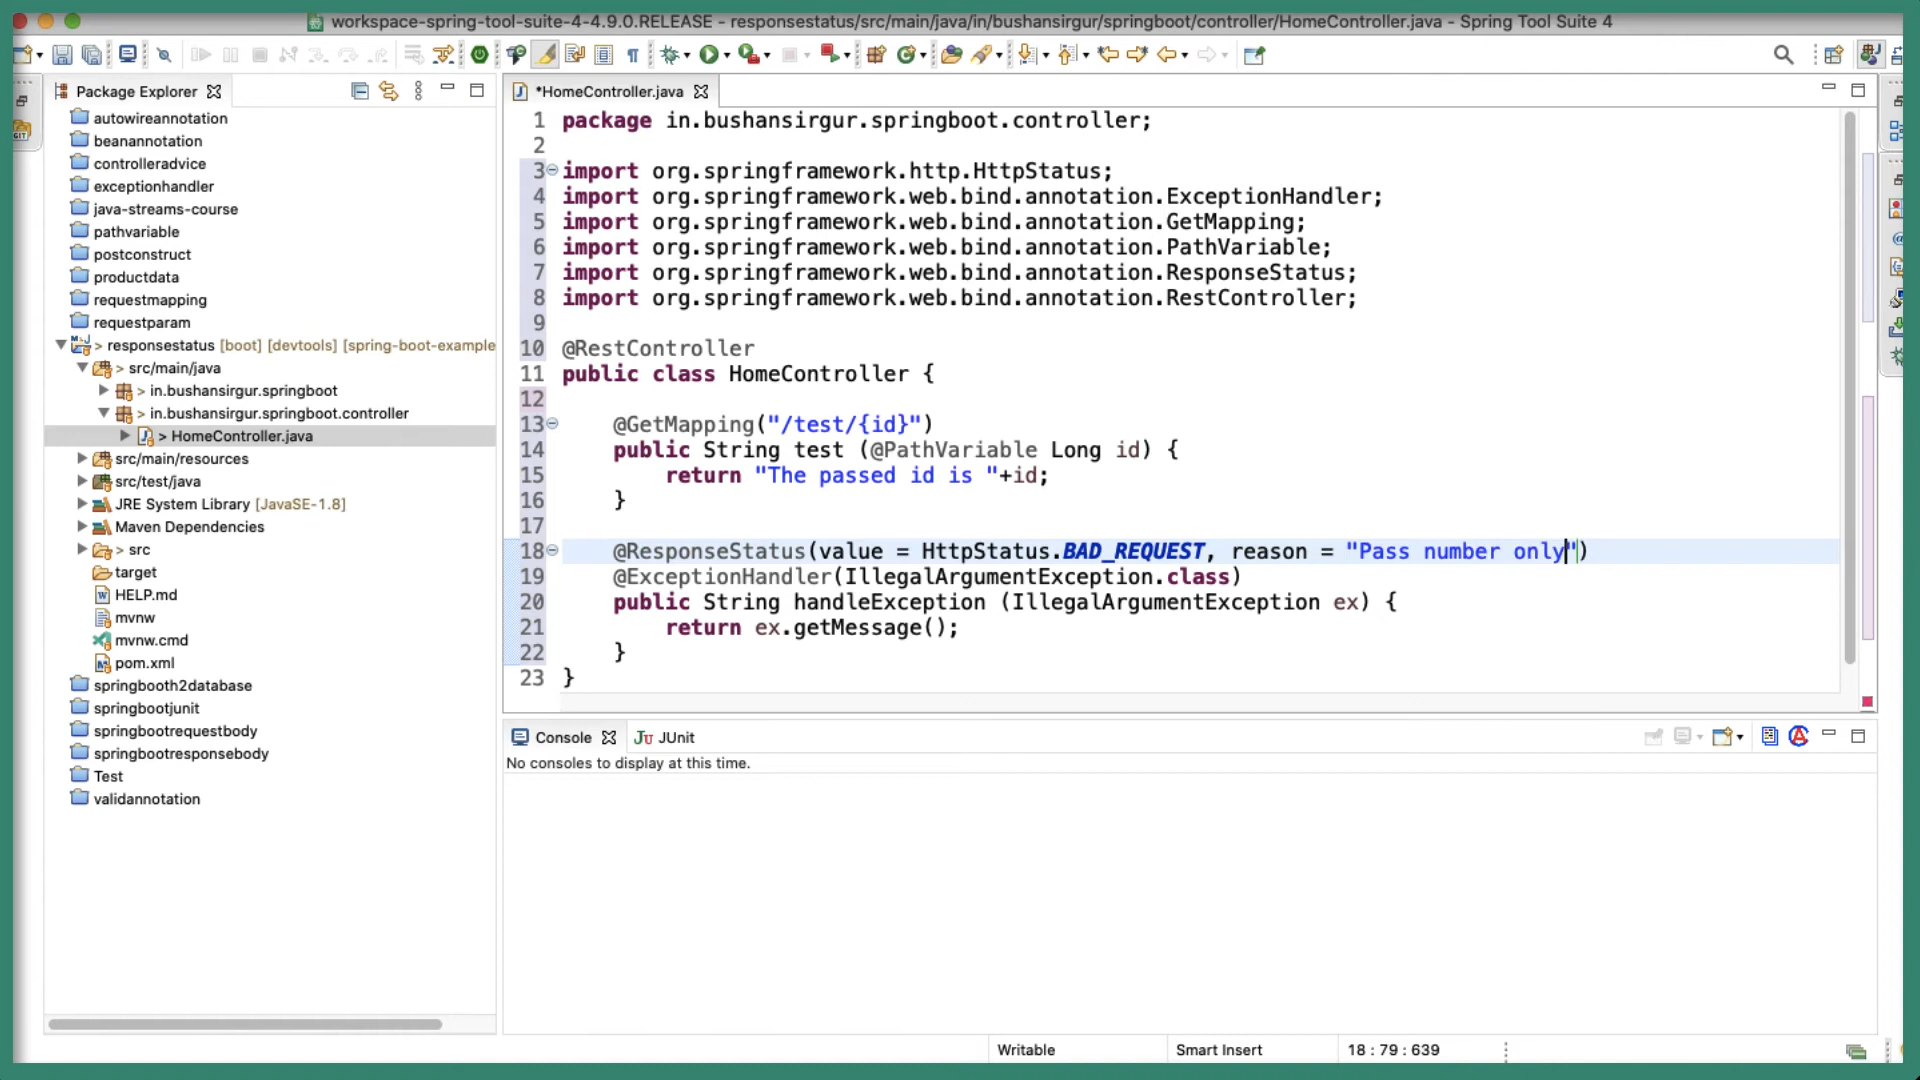 workspace-spring-tool-suite-4-4.9.0.RELEASE - responsestatus/src/main/java/in/bushansirgur/springboot/controller/HomeController.java - Spring Tool Suite 4
Package Explorer
autowireannotation
beanannotation
controlleradvice
exceptionhandler
java-streams-course
pathvariable
postconstruct
productdata
requestmapping
requestparam
> responsestatus [boot] [devtools] [spring-boot-example
> src/main/java
> in.bushansirgur.springboot
> in.bushansirgur.springboot.controller
> HomeController.java
src/main/resources
src/test/java
JRE System Library [JavaSE-1.8]
Maven Dependencies
> src
target
HELP.md
mvnw
mvnw.cmd
pom.xml
springbooth2database
springbootjunit
springbootrequestbody
springbootresponsebody
Test
validannotation
*HomeController.java
1 package in.bushansirgur.springboot.controller;
2
3 import org.springframework.http.HttpStatus;
4 import org.springframework.web.bind.annotation.ExceptionHandler;
5 import org.springframework.web.bind.annotation.GetMapping;
6 import org.springframework.web.bind.annotation.PathVariable;
7 import org.springframework.web.bind.annotation.ResponseStatus;
8 import org.springframework.web.bind.annotation.RestController;
9
10 @RestController
11 public class HomeController {
12
13 @GetMapping("/test/{id}")
14 public String test (@PathVariable Long id) {
15 return "The passed id is "+id;
16 }
17
18 @ResponseStatus(value = HttpStatus.BAD_REQUEST, reason = "Pass number only")
19 @ExceptionHandler(IllegalArgumentException.class)
20 public String handleException (IllegalArgumentException ex) {
21 return ex.getMessage();
22 }
23 }
Console
JUnit
No consoles to display at this time.
Writable
Smart Insert
18 : 79 : 639